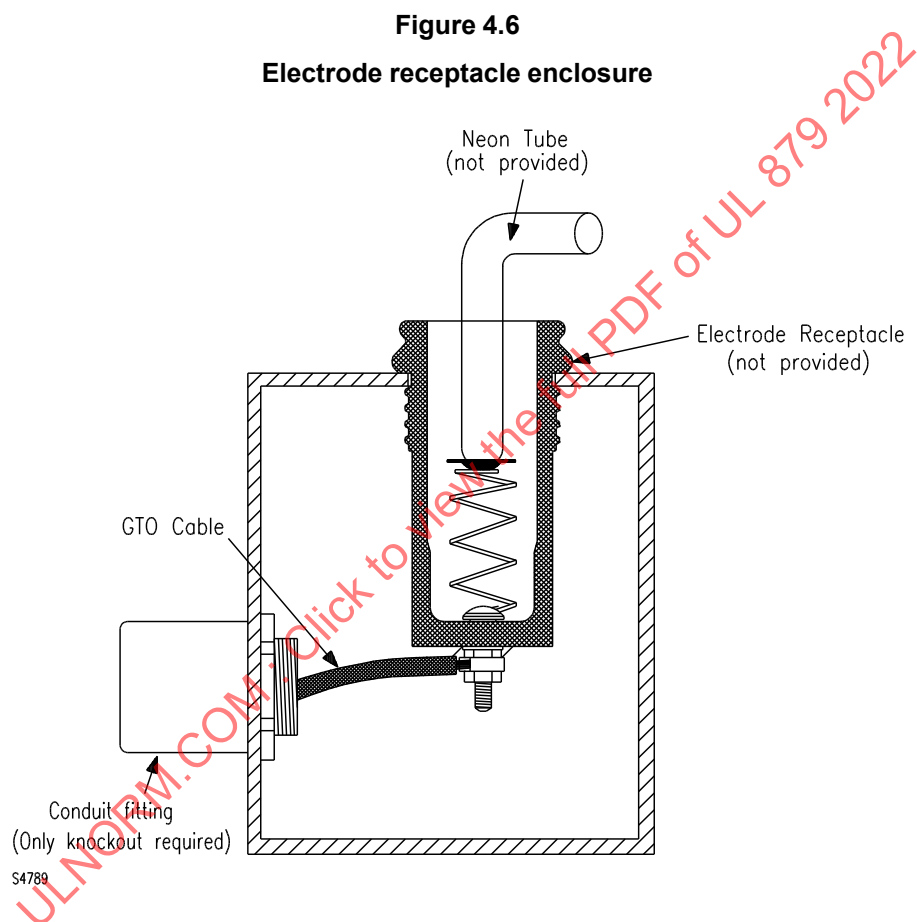 Figure 4.6
Electrode receptacle enclosure
Neon Tube
(not provided)
Electrode Receptacle
(not provided)
GTO Cable
Conduit fitting
(Only knockout required)
S4789
ULNORM.COM : Click to view the full PDF of UL 879 2022